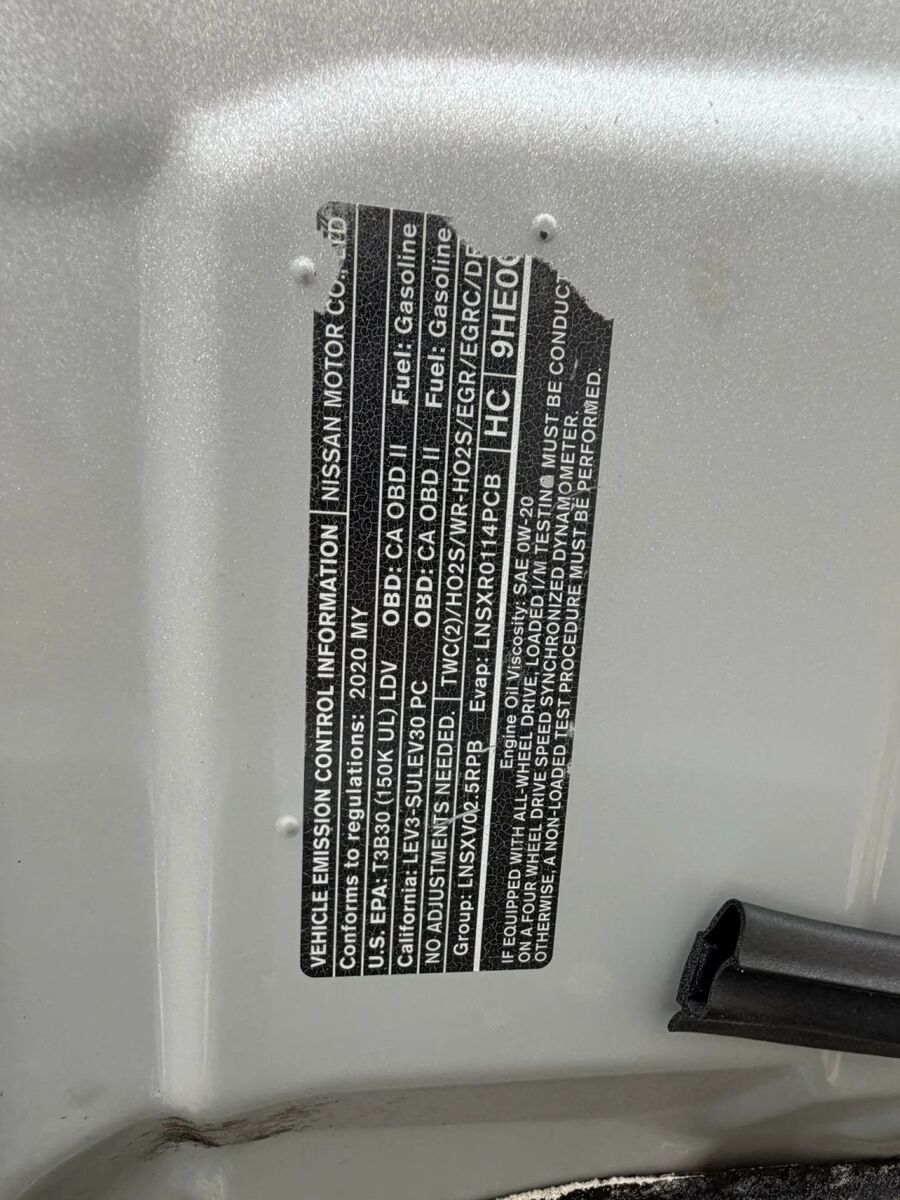 VEHICLE EMISSION CONTROL INFORMATION NISSAN MOTOR CO., LTD
Conforms to regulations: 2020 MY
U.S. EPA: T3B30 (150K UL) LDV OBD: CA OBD II Fuel: Gasoline
California: LEV3-SULEV30 PC OBD: CA OBD II Fuel: Gasoline
NO ADJUSTMENTS NEEDED. TWC(2)/HO2S/WR-HO2S/EGR/EGRC/
Group: LNSXV02.5RPB Evap: LNSXR0114PCB HC
Engine Oil Viscosity: SAE 0W-20
IF EQUIPPED WITH ALL-WHEEL DRIVE, LOADED I/M TESTING MUST BE CONDUCT
ON A FOUR WHEEL DRIVE SPEED SYNCHRONIZED DYNAMOMETER.
OTHERWISE, A NON-LOADED TEST PROCEDURE MUST BE PERFORMED.